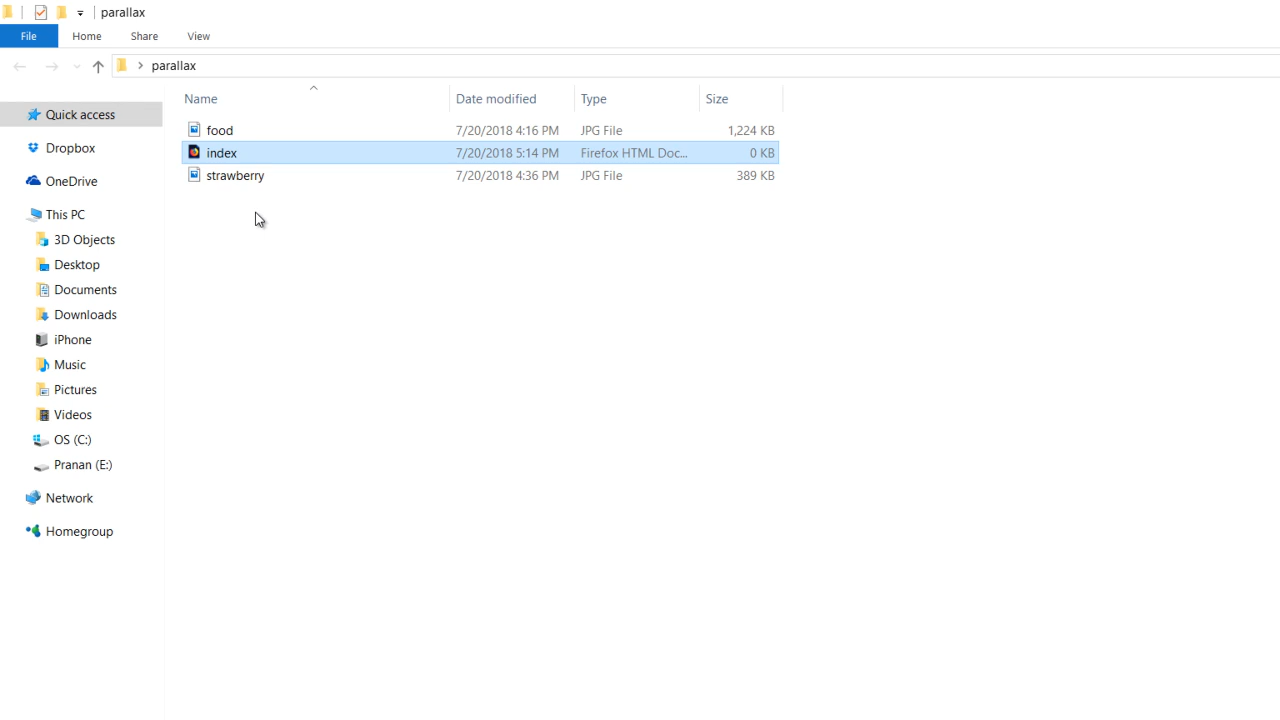 parallax
File Home Share View
parallax
Name Date modified Type Size
food 7/20/2018 4:16 PM JPG File 1,224 KB
index 7/20/2018 5:14 PM Firefox HTML Doc... 0 KB
strawberry 7/20/2018 4:36 PM JPG File 389 KB
Quick access
Dropbox
OneDrive
This PC
3D Objects
Desktop
Documents
Downloads
iPhone
Music
Pictures
Videos
OS (C:)
Pranan (E:)
Network
Homegroup